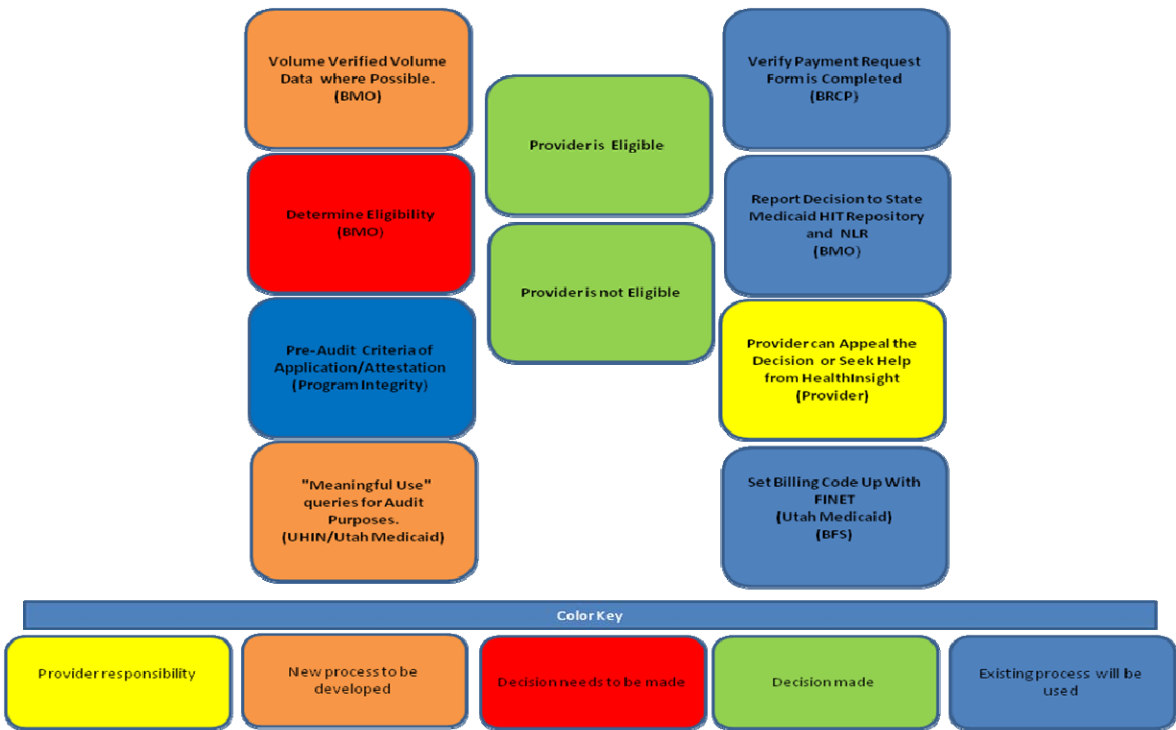 Volume Verified Volume
Data where Possible.
(BMO)
Determine Eligibility
(BMO)
Pre-Audit Criteria of
Application/Attestation
(Program Integrity)
"Meaningful Use"
queries for Audit
Purposes.
(UHIN/Utah Medicaid)
Provider is Eligible
Provider is not Eligible
Verify Payment Request
Form is Completed
(BRCP)
Report Decision to State
Medicaid HIT Repository
and NLR
(BMO)
Provider can Appeal the
Decision or Seek Help
from HealthInsight
(Provider)
Set Billing Code Up With
FINET
(Utah Medicaid)
(BFS)
Color Key
Provider responsibility
New process to be
developed
Decision needs to be made
Decision made
Existing process will be
used